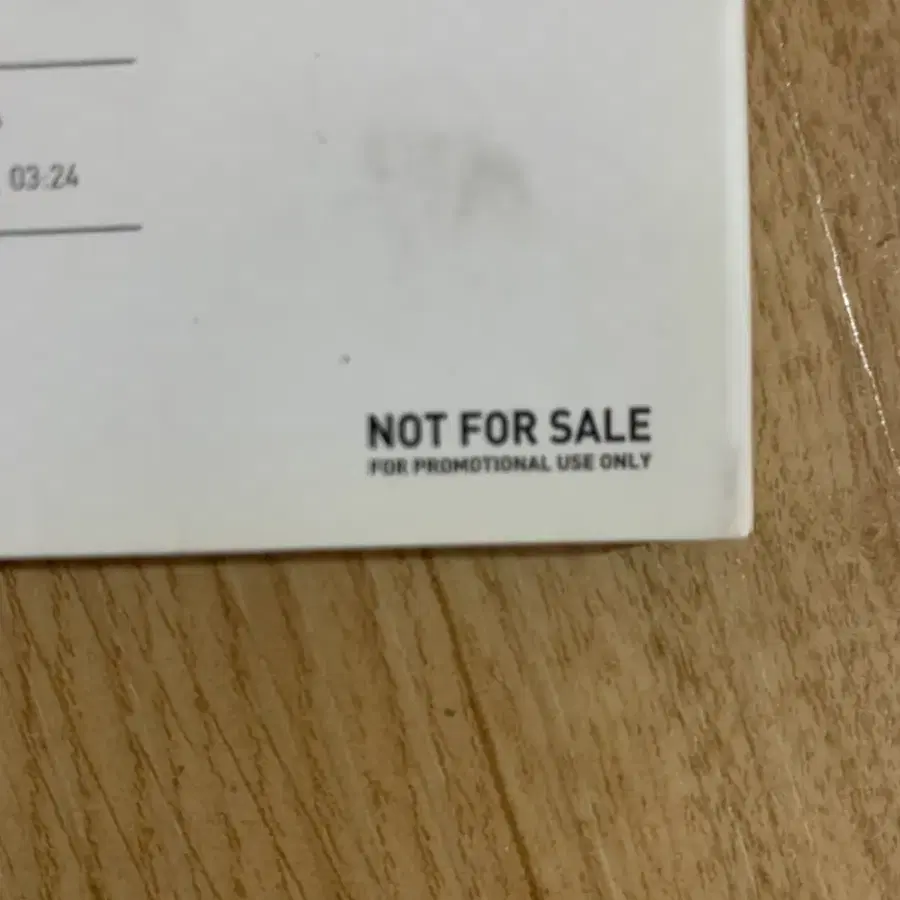 03:24
NOT FOR SALE
FOR PROMOTIONAL USE ONLY